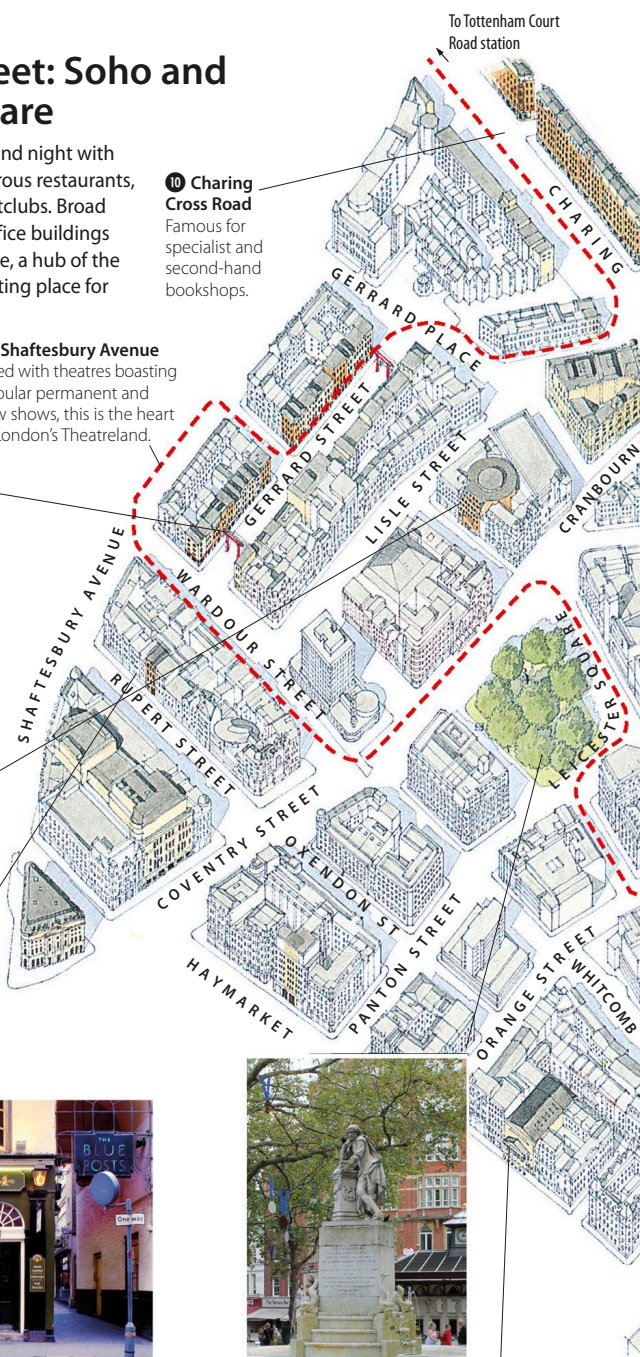 To Tottenham Court
Road station
eet: Soho and
are
nd night with
rous restaurants,
tclubs. Broad
fice buildings
e, a hub of the
ting place for
10 Charing
Cross Road
Famous for
specialist and
second-hand
bookshops.
Shaftesbury Avenue
ed with theatres boasting
pular permanent and
w shows, this is the heart
London's Theatreland.
CHARING
GERRARD PLACE
GERRARD STREET
LISLE STREET
CRANBOURN
SHAFTESBURY AVENUE
WARDOUR STREET
RUPERT STREET
LEICESTER SQUARE
COVENTRY STREET
OXENDON ST
PANTON STREET
HAYMARKET
ORANGE STREET
WHITCOMB
THE
BLUE
POSTS
One way